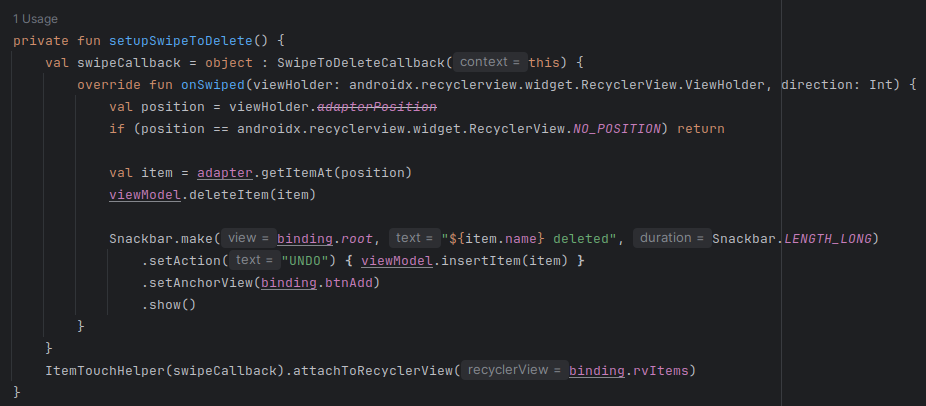 1 Usage
private fun setupSwipeToDelete() {
    val swipeCallback = object : SwipeToDeleteCallback( context = this) {
        override fun onSwiped(viewHolder: androidx.recyclerview.widget.RecyclerView.ViewHolder, direction: Int) {
            val position = viewHolder.adapterPosition
            if (position == androidx.recyclerview.widget.RecyclerView.NO_POSITION) return

            val item = adapter.getItemAt(position)
            viewModel.deleteItem(item)

            Snackbar.make( view = binding.root, text = "${item.name} deleted", duration = Snackbar.LENGTH_LONG)
                .setAction( text = "UNDO") { viewModel.insertItem(item) }
                .setAnchorView(binding.btnAdd)
                .show()
        }
    }
    ItemTouchHelper(swipeCallback).attachToRecyclerView( recyclerView = binding.rvItems)
}